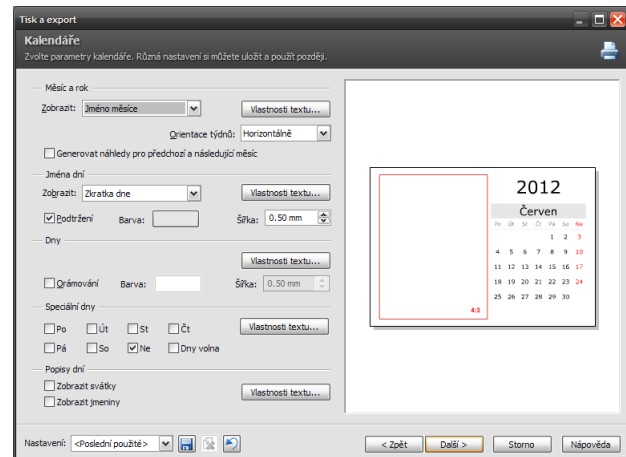 Tisk a export
Kalendáře
Zvolte parametry kalendáře. Různá nastavení si můžete uložit a použít později.
Měsíc a rok
Zobrazit: Jméno měsíce Vlastnosti textu...
Orientace týdnů: Horizontálně
Generovat náhledy pro předchozí a následující měsíc
Jména dní
Zobrazit: Zkratka dne Vlastnosti textu...
Podtržení Barva: Šířka: 0.50 mm
Dny
Vlastnosti textu...
Orámování Barva: Šířka: 0.50 mm
Speciální dny
Po Út St Čt Vlastnosti textu...
Pá So Ne Dny volna
Popisy dní
Zobrazit svátky
Vlastnosti textu...
Zobrazit jmeniny
2012
Červen
Po Út St Čt Pá So Ne
1 2 3
4 5 6 7 8 9 10
11 12 13 14 15 16 17
18 19 20 21 22 23 24
25 26 27 28 29 30
4:3
Nastavení: <Poslední použité> < Zpět Další > Storno Nápověda